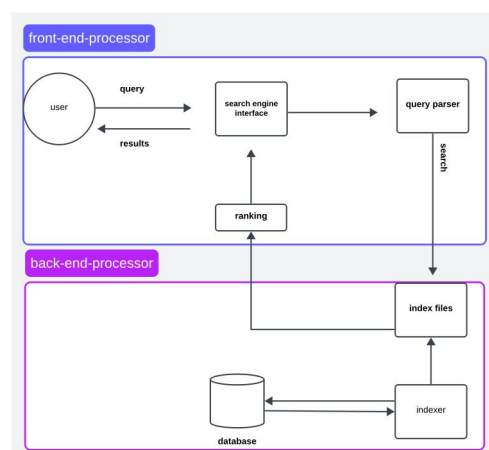 front-end-processor
query
user
search engine
interface
query parser
results
search
ranking
back-end-processor
index files
indexer
database